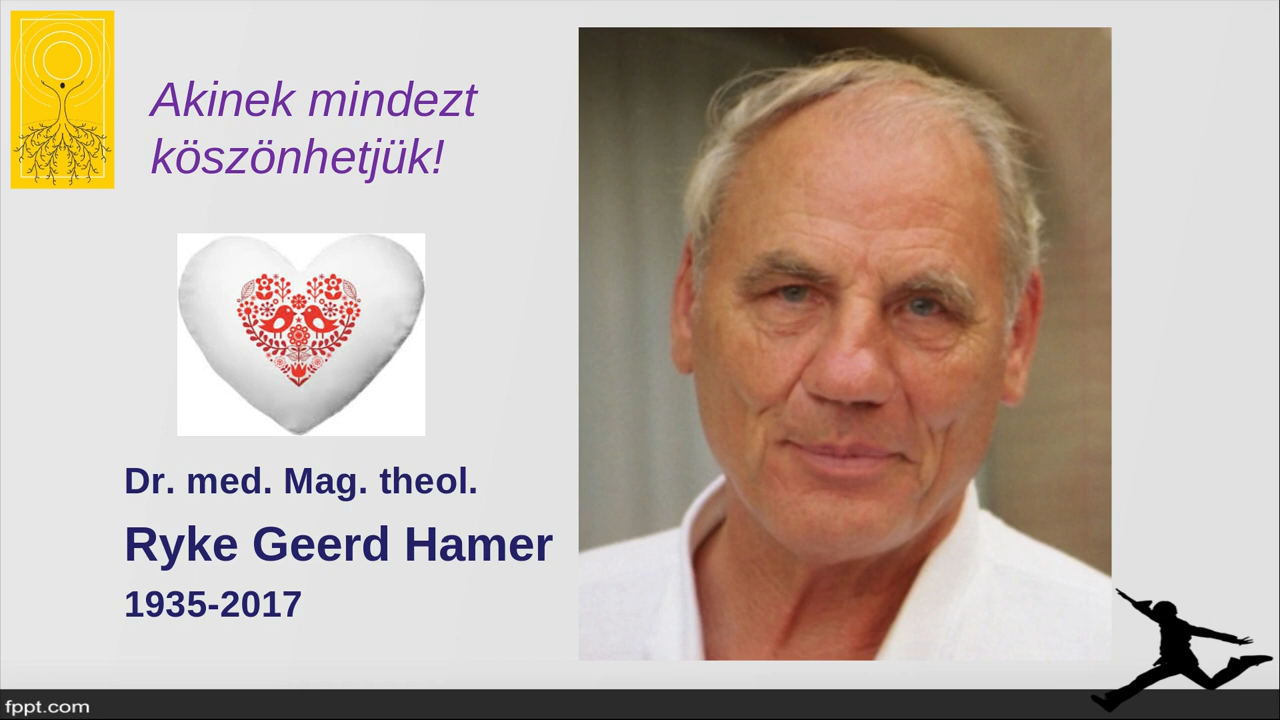 Akinek mindezt
köszönhetjük!
Dr. med. Mag. theol.
Ryke Geerd Hamer
1935-2017
fppt.com